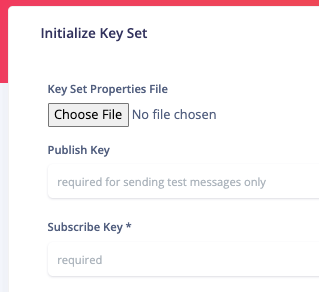 Initialize Key Set
Key Set Properties File
Choose File No file chosen
Publish Key
required for sending test messages only
Subscribe Key *
required